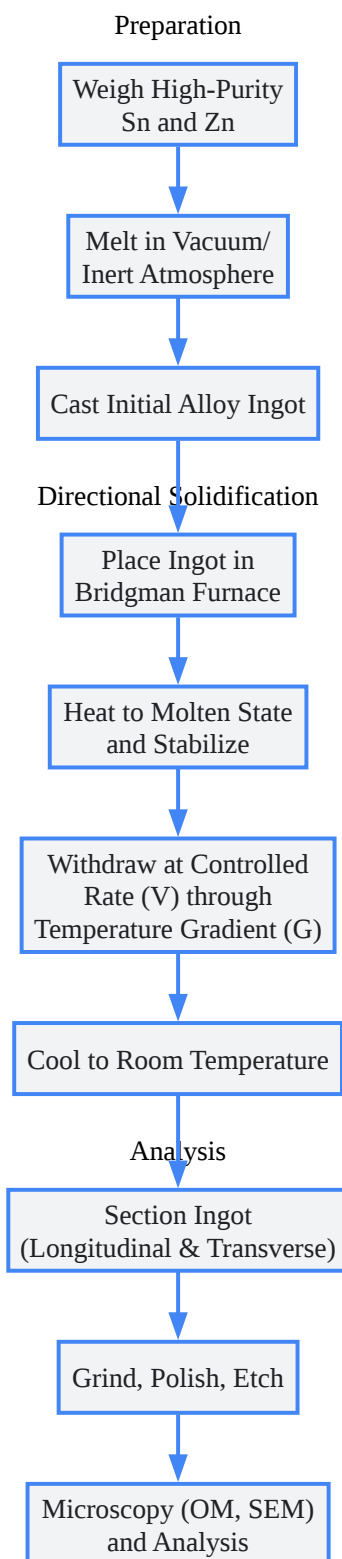 Preparation
Weigh High-Purity
Sn and Zn
Melt in Vacuum/
Inert Atmosphere
Cast Initial Alloy Ingot
Directional Solidification
Place Ingot in
Bridgman Furnace
Heat to Molten State
and Stabilize
Withdraw at Controlled
Rate (V) through
Temperature Gradient (G)
Cool to Room Temperature
Analysis
Section Ingot
(Longitudinal & Transverse)
Grind, Polish, Etch
Microscopy (OM, SEM)
and Analysis